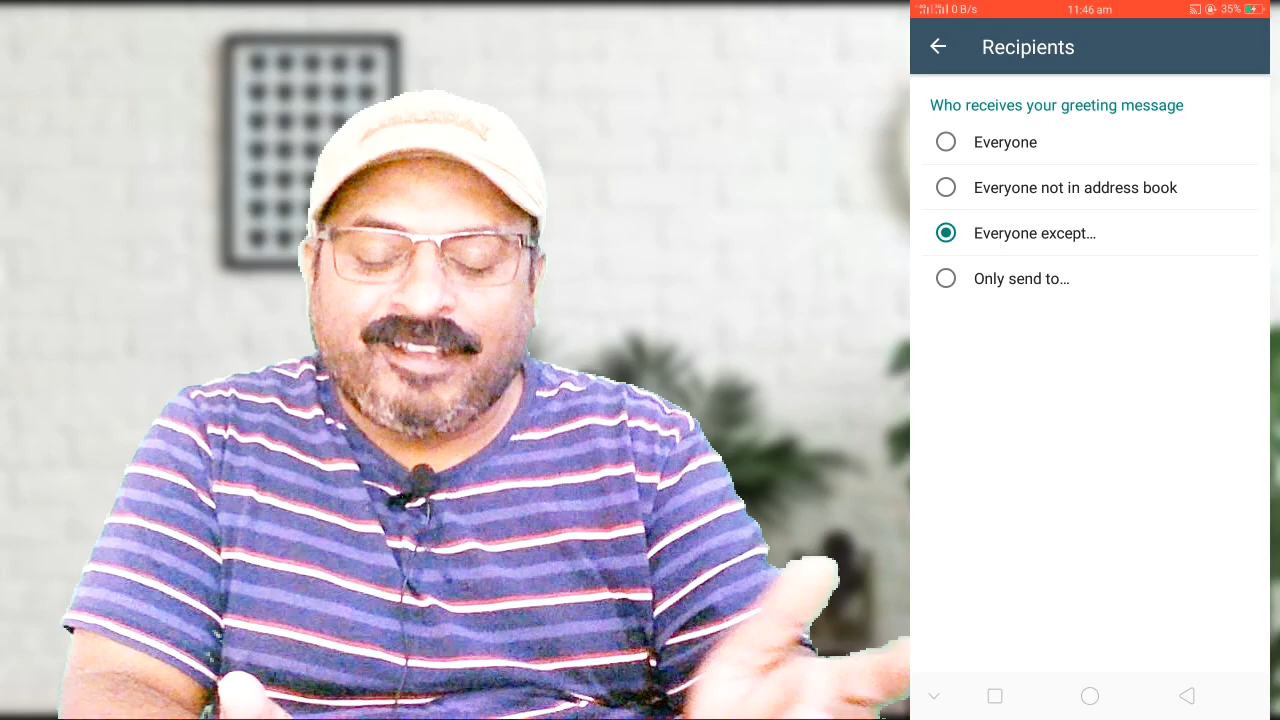 0 B/s
11:46 am
35%
Recipients
Who receives your greeting message
Everyone
Everyone not in address book
Everyone except...
Only send to...